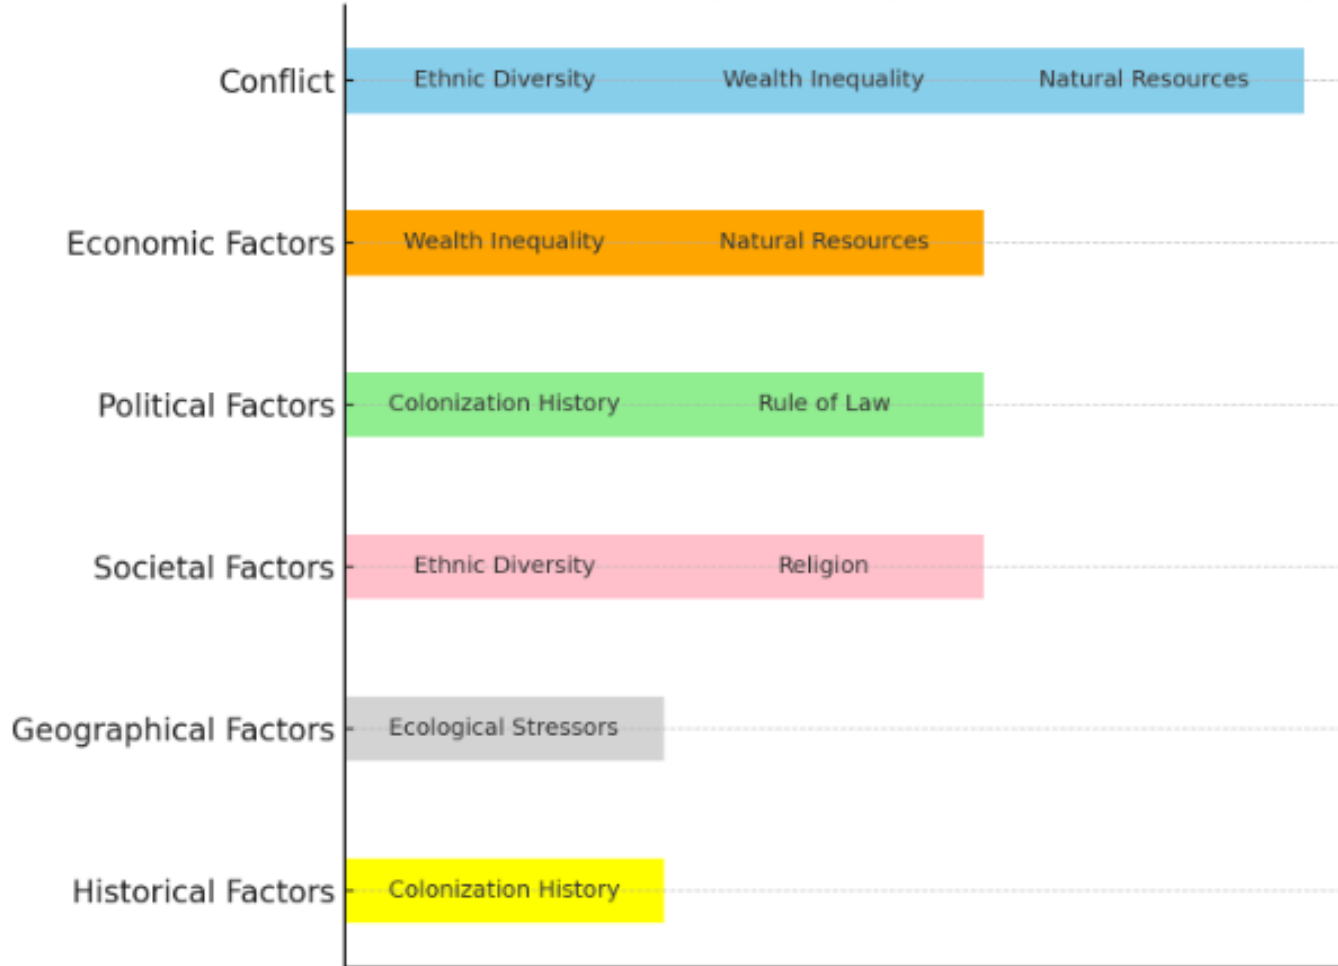 Conflict Ethnic Diversity Wealth Inequality Natural Resources
Economic Factors Wealth Inequality Natural Resources
Political Factors Colonization History Rule of Law
Societal Factors Ethnic Diversity Religion
Geographical Factors Ecological Stressors
Historical Factors Colonization History